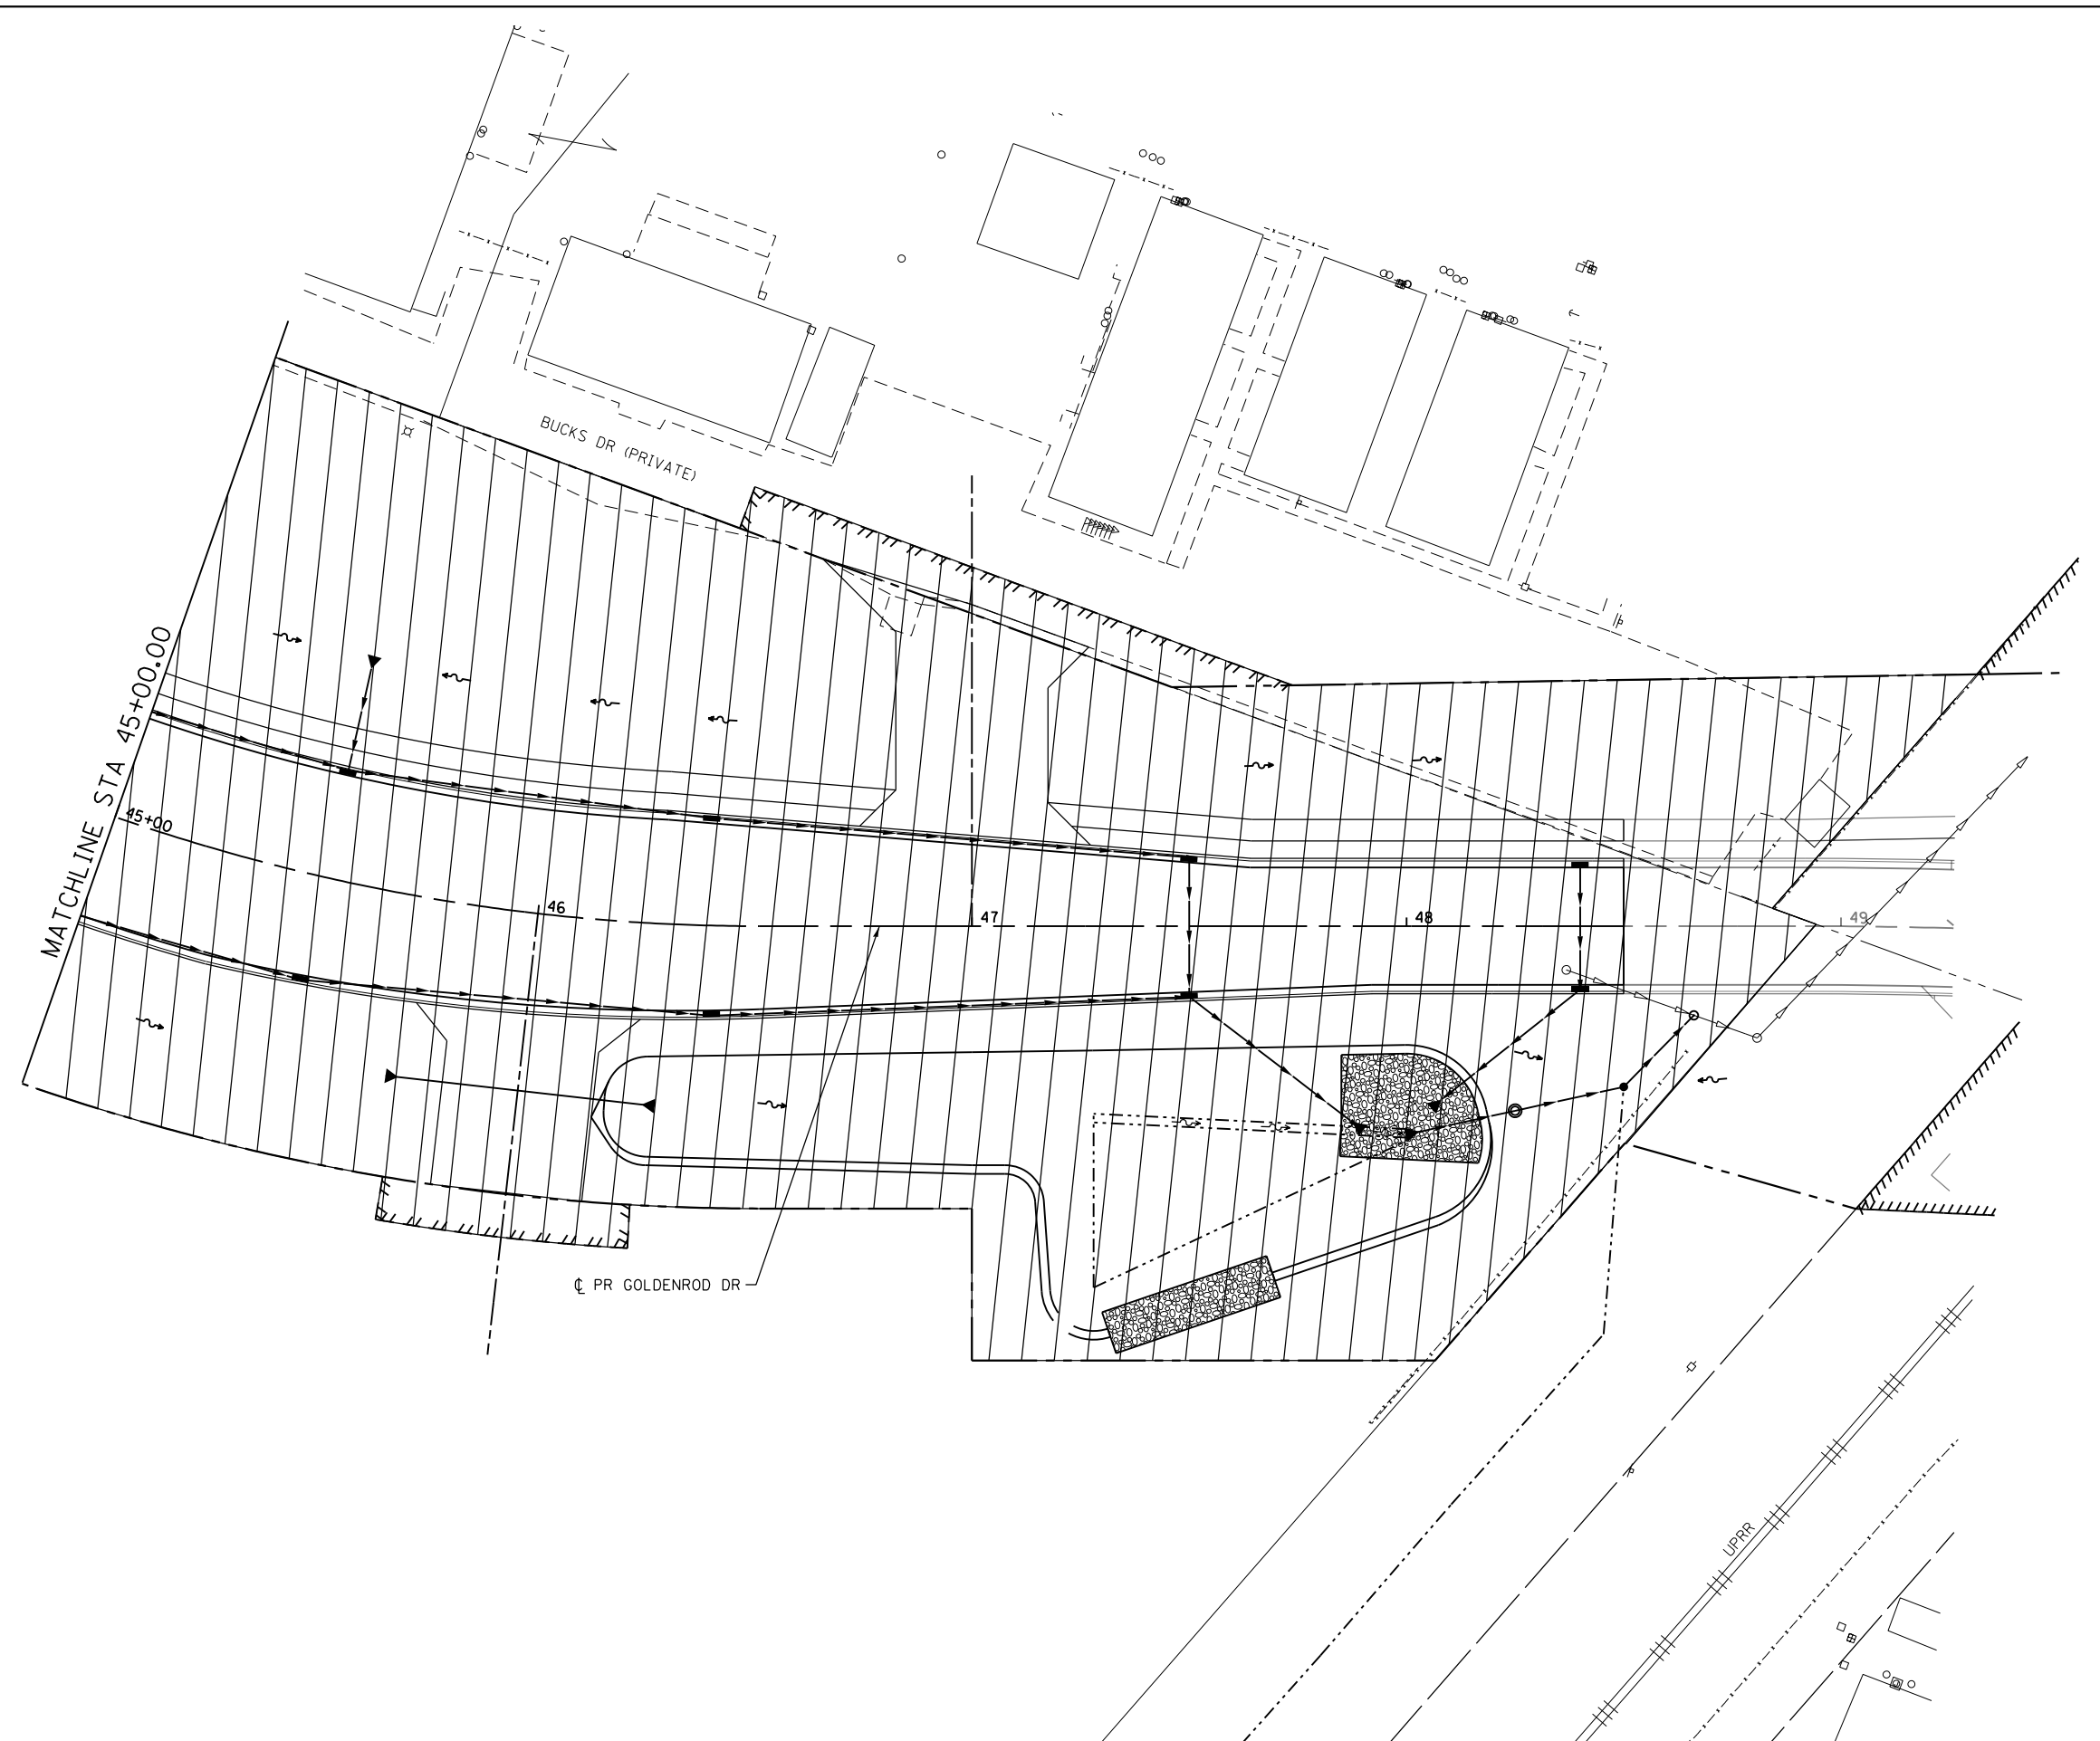 BUCKS DR (PRIVATE)
MATCHLINE STA 45+00.00
45+00
46
47
48
49
℄ PR GOLDENROD DR
UPRR